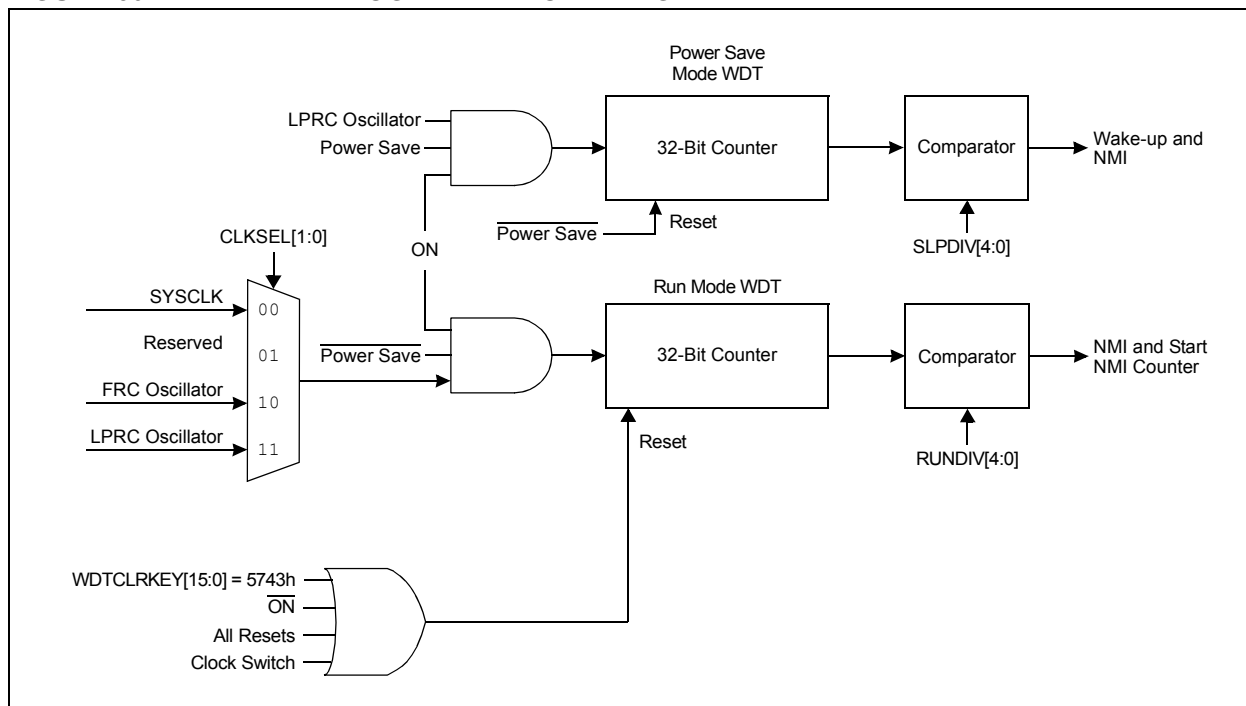 Power Save
Mode WDT
LPRC Oscillator
Power Save
32-Bit Counter
Comparator
Wake-up and
NMI
Power Save
Reset
SLPDIV[4:0]
CLKSEL[1:0]
ON
Run Mode WDT
SYSCLK
00
Reserved
01
Power Save
32-Bit Counter
Comparator
NMI and Start
NMI Counter
FRC Oscillator
10
LPRC Oscillator
11
Reset
RUNDIV[4:0]
WDTCLRKEY[15:0] = 5743h
ON
All Resets
Clock Switch